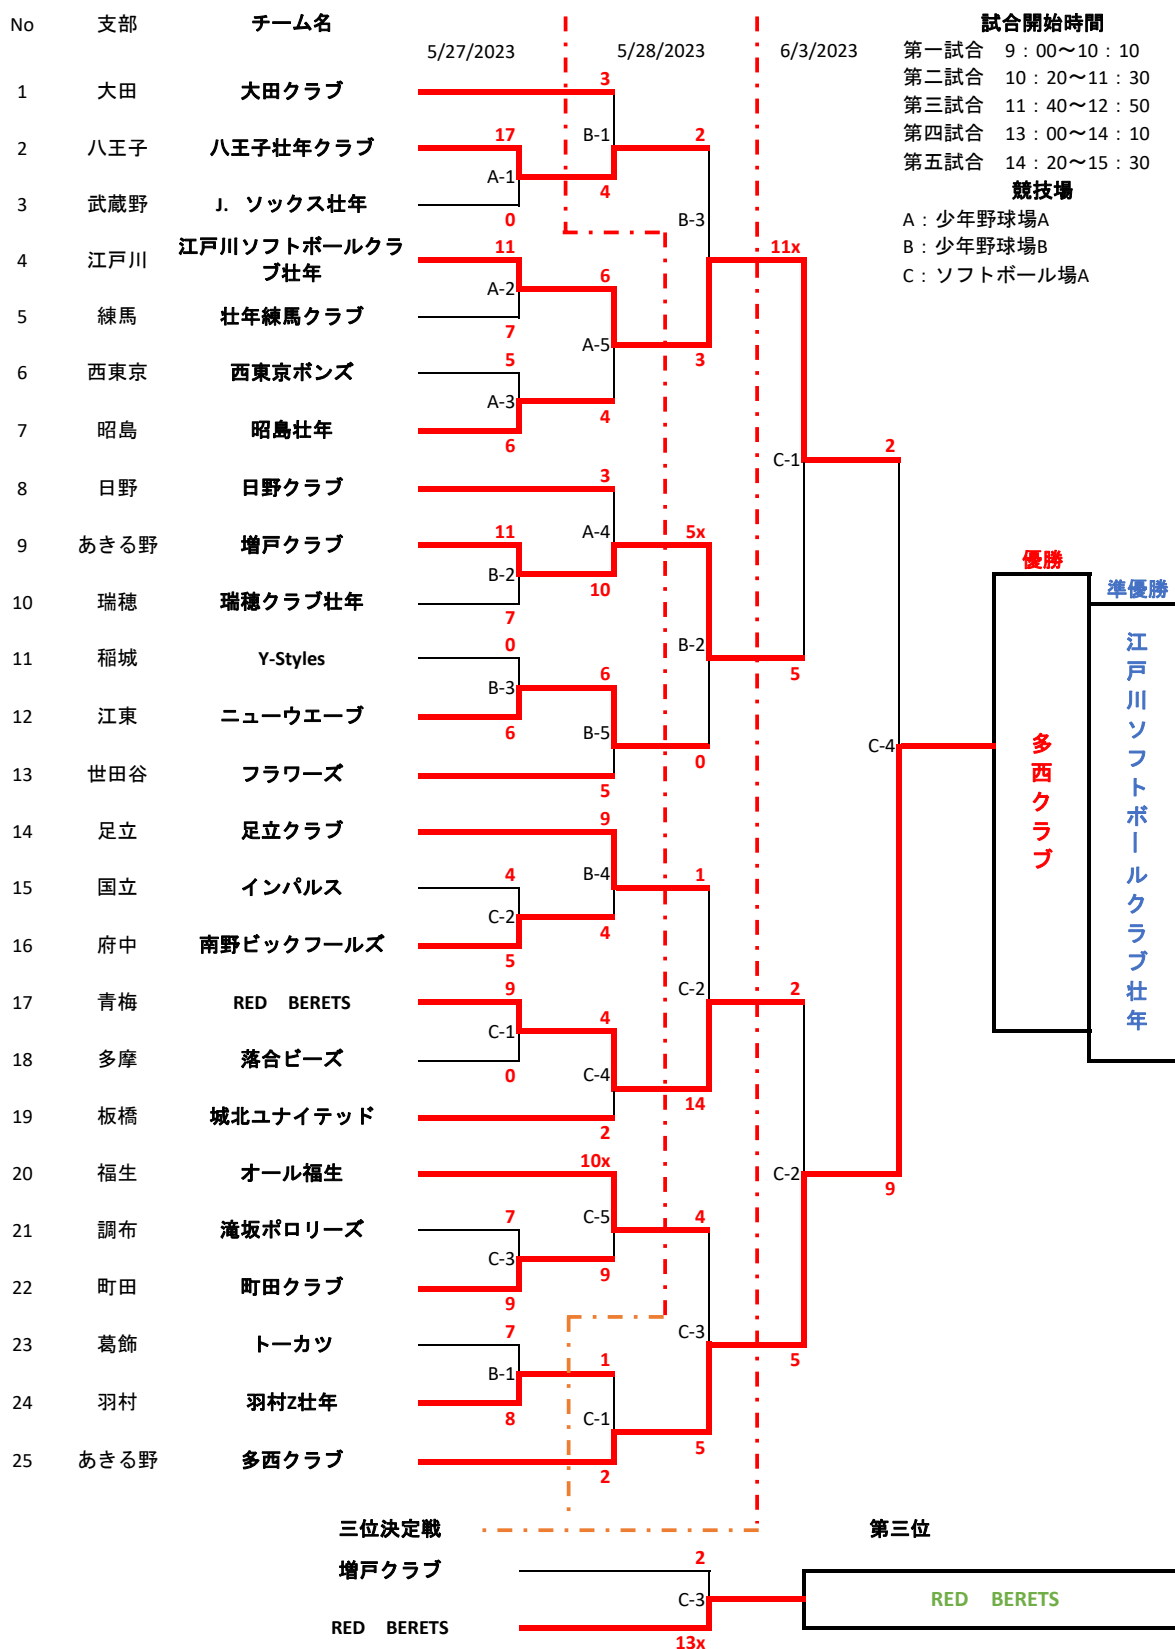 No 支部 チーム名 5/27/2023 5/28/2023 6/3/2023
試合開始時間
第一試合 9：00～10：10
第二試合 10：20～11：30
第三試合 11：40～12：50
第四試合 13：00～14：10
第五試合 14：20～15：30
競技場
A：少年野球場A
B：少年野球場B
C：ソフトボール場A
3
1 大田 大田クラブ
B-1
17 2
2 八王子 八王子壮年クラブ
A-1
4
3 武蔵野 J. ソックス壮年
0
B-3
4 江戸川 江戸川ソフトボールクラブ壮年
11 11x
6
A-2
5 練馬 壮年練馬クラブ
7
A-5
5 3
6 西東京 西東京ボンズ
A-3
4
7 昭島 昭島壮年
6
2
C-1
3
8 日野 日野クラブ
A-4
11 5x
9 あきる野 増戸クラブ
B-2
10
10 瑞穂 瑞穂クラブ壮年
7
0
B-2
11 稲城 Y-Styles
6 5
B-3
12 江東 ニューウエーブ
6
B-5
C-4
0
13 世田谷 フラワーズ
5
9
14 足立 足立クラブ
B-4
4 1
15 国立 インパルス
C-2
4
16 府中 南野ビックフールズ
5
C-2
9 2
17 青梅 RED BERETS
4
C-1
18 多摩 落合ビーズ
0
C-4
14
19 板橋 城北ユナイテッド
2
10x
20 福生 オール福生
C-2
9
C-5
7 4
21 調布 滝坂ポロリーズ
C-3
9
22 町田 町田クラブ
9
C-3
7
23 葛飾 トーカツ
1 5
B-1
24 羽村 羽村Z壮年
8
C-1
5
25 あきる野 多西クラブ
2
優勝
多西クラブ
準優勝
江戸川ソフトボールクラブ壮年
三位決定戦 第三位
増戸クラブ
2
C-3
RED BERETS
RED BERETS
13x